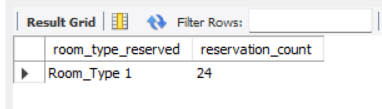 Result Grid Filter Rows:
room_type_reserved reservation_count
Room_Type 1 24